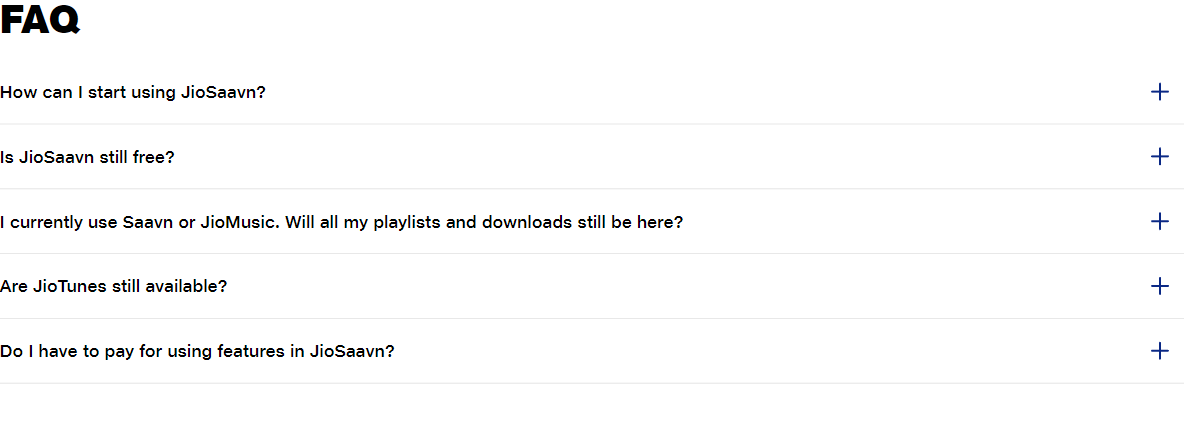 FAQ
How can I start using JioSaavn?
Is JioSaavn still free?
I currently use Saavn or JioMusic. Will all my playlists and downloads still be here?
Are JioTunes still available?
Do I have to pay for using features in JioSaavn?